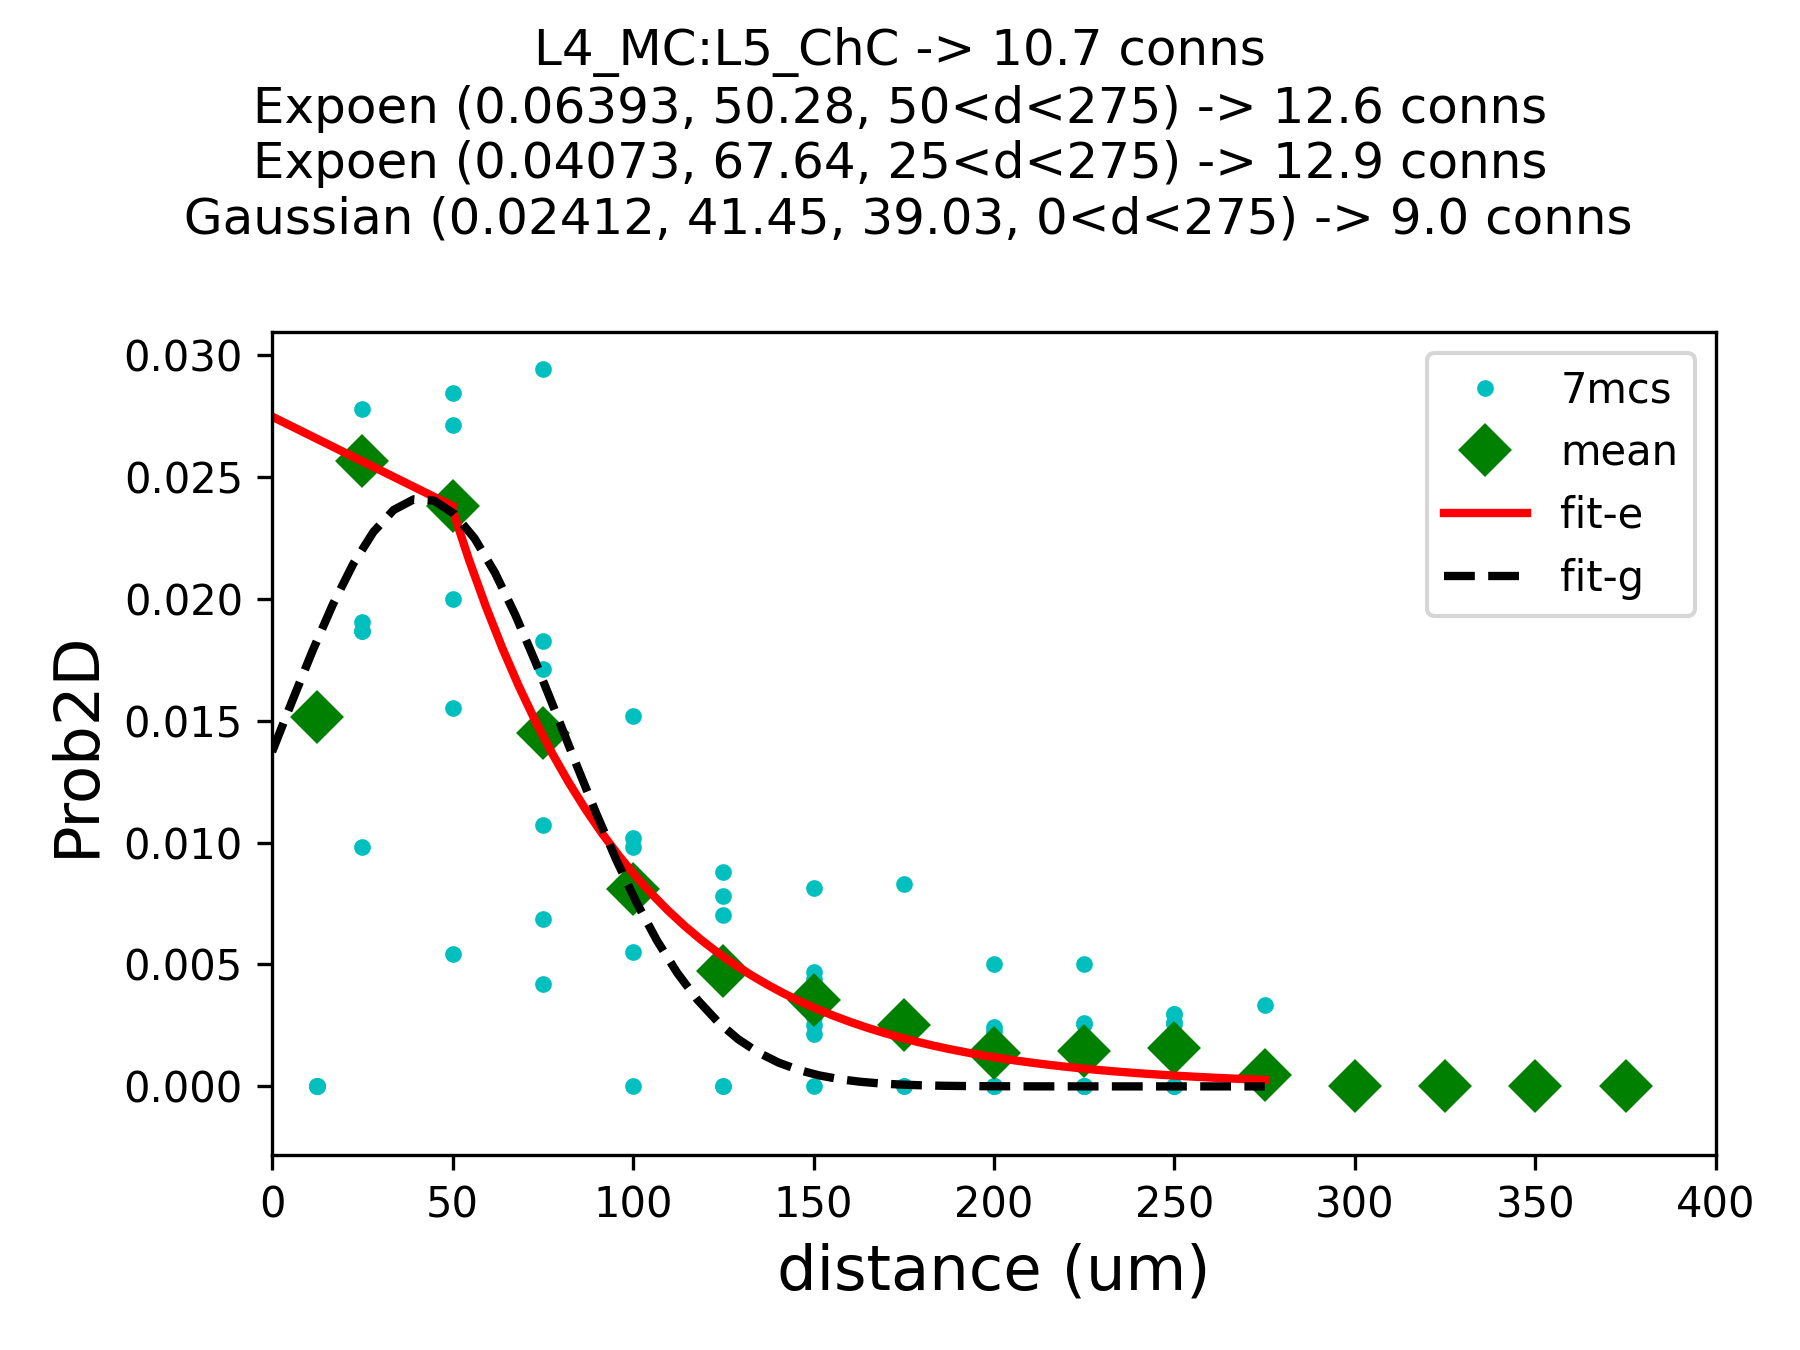 L4_MC:L5_ChC -> 10.7 conns
Expoen (0.06393, 50.28, 50<d<275) -> 12.6 conns
Expoen (0.04073, 67.64, 25<d<275) -> 12.9 conns
Gaussian (0.02412, 41.45, 39.03, 0<d<275) -> 9.0 conns
7mcs
mean
fit-e
fit-g
Prob2D
0.030
0.025
0.020
0.015
0.010
0.005
0.000
0 50 100 150 200 250 300 350 400
distance (um)